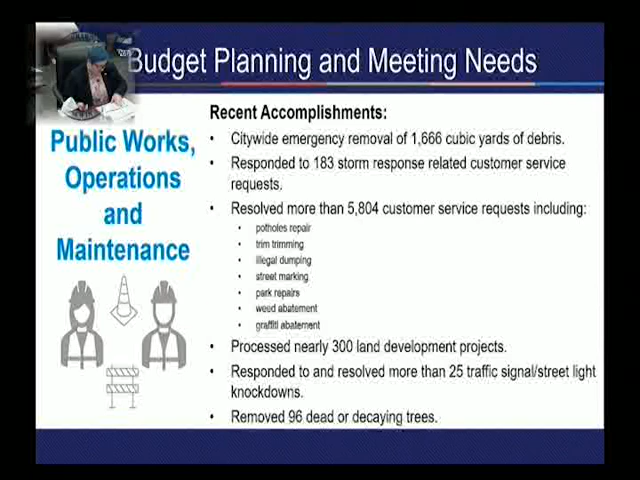 Budget Planning and Meeting Needs
Public Works,
Operations
and
Maintenance
Recent Accomplishments:
• Citywide emergency removal of 1,666 cubic yards of debris.
• Responded to 183 storm response related customer service
requests.
• Resolved more than 5,804 customer service requests including:
• potholes repair
• trim trimming
• illegal dumping
• street marking
• park repairs
• weed abatement
• graffiti abatement
• Processed nearly 300 land development projects.
• Responded to and resolved more than 25 traffic signal/street light
knockdowns.
• Removed 96 dead or decaying trees.